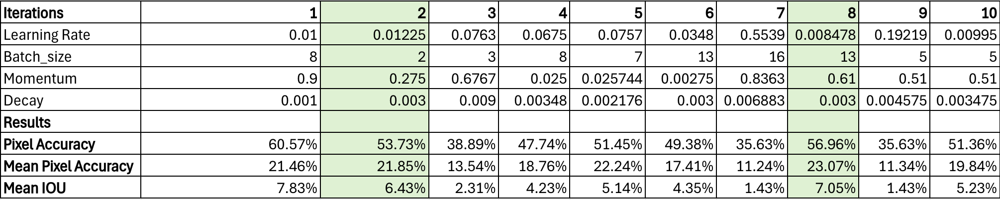 Iterations 1 2 3 4 5 6 7 8 9 10
Learning Rate 0.01 0.01225 0.0763 0.0675 0.0757 0.0348 0.5539 0.008478 0.19219 0.00995
Batch_size 8 2 3 8 7 13 16 13 5 5
Momentum 0.9 0.275 0.6767 0.025 0.025744 0.00275 0.8363 0.61 0.51 0.51
Decay 0.001 0.003 0.009 0.00348 0.002176 0.003 0.006883 0.003 0.004575 0.003475
Results
Pixel Accuracy 60.57% 53.73% 38.89% 47.74% 51.45% 49.38% 35.63% 56.96% 35.63% 51.36%
Mean Pixel Accuracy 21.46% 21.85% 13.54% 18.76% 22.24% 17.41% 11.24% 23.07% 11.34% 19.84%
Mean IOU 7.83% 6.43% 2.31% 4.23% 5.14% 4.35% 1.43% 7.05% 1.43% 5.23%